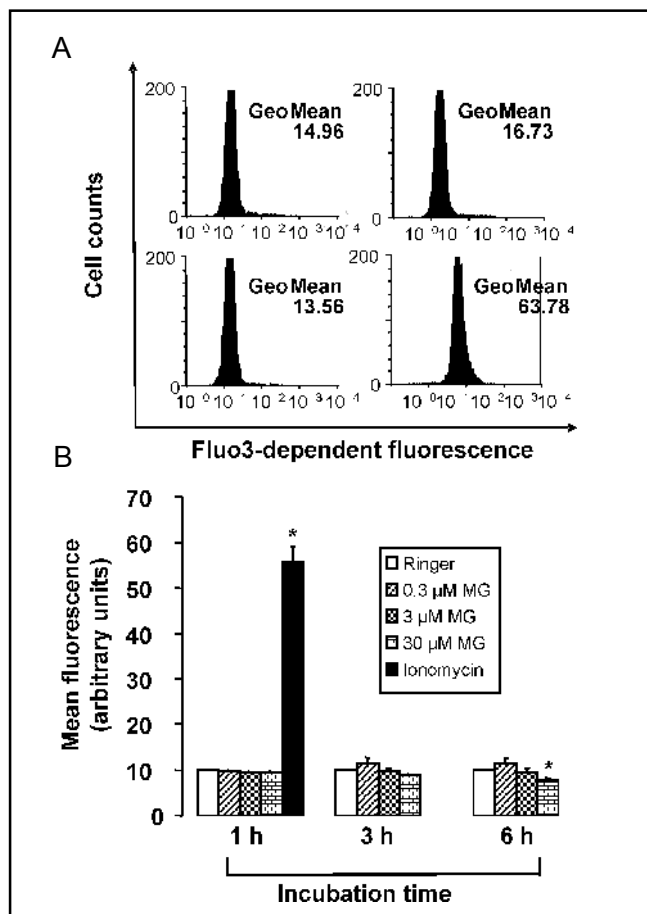 A
200
GeoMean
14.96
0
10 0 10 1 10 2 10 3 10 4
200
GeoMean
16.73
0
10 0 10 1 10 2 10 3 10 4
200
GeoMean
13.56
0
10 0 10 1 10 2 10 3 10 4
200
GeoMean
63.78
0
10 0 10 1 10 2 10 3 10 4
Cell counts
Fluo3-dependent fluorescence
B
Mean fluorescence
(arbitrary units)
70
60
50
40
30
20
10
0
*
Ringer
0.3 µM MG
3 µM MG
30 µM MG
Ionomycin
*
1 h 3 h 6 h
Incubation time